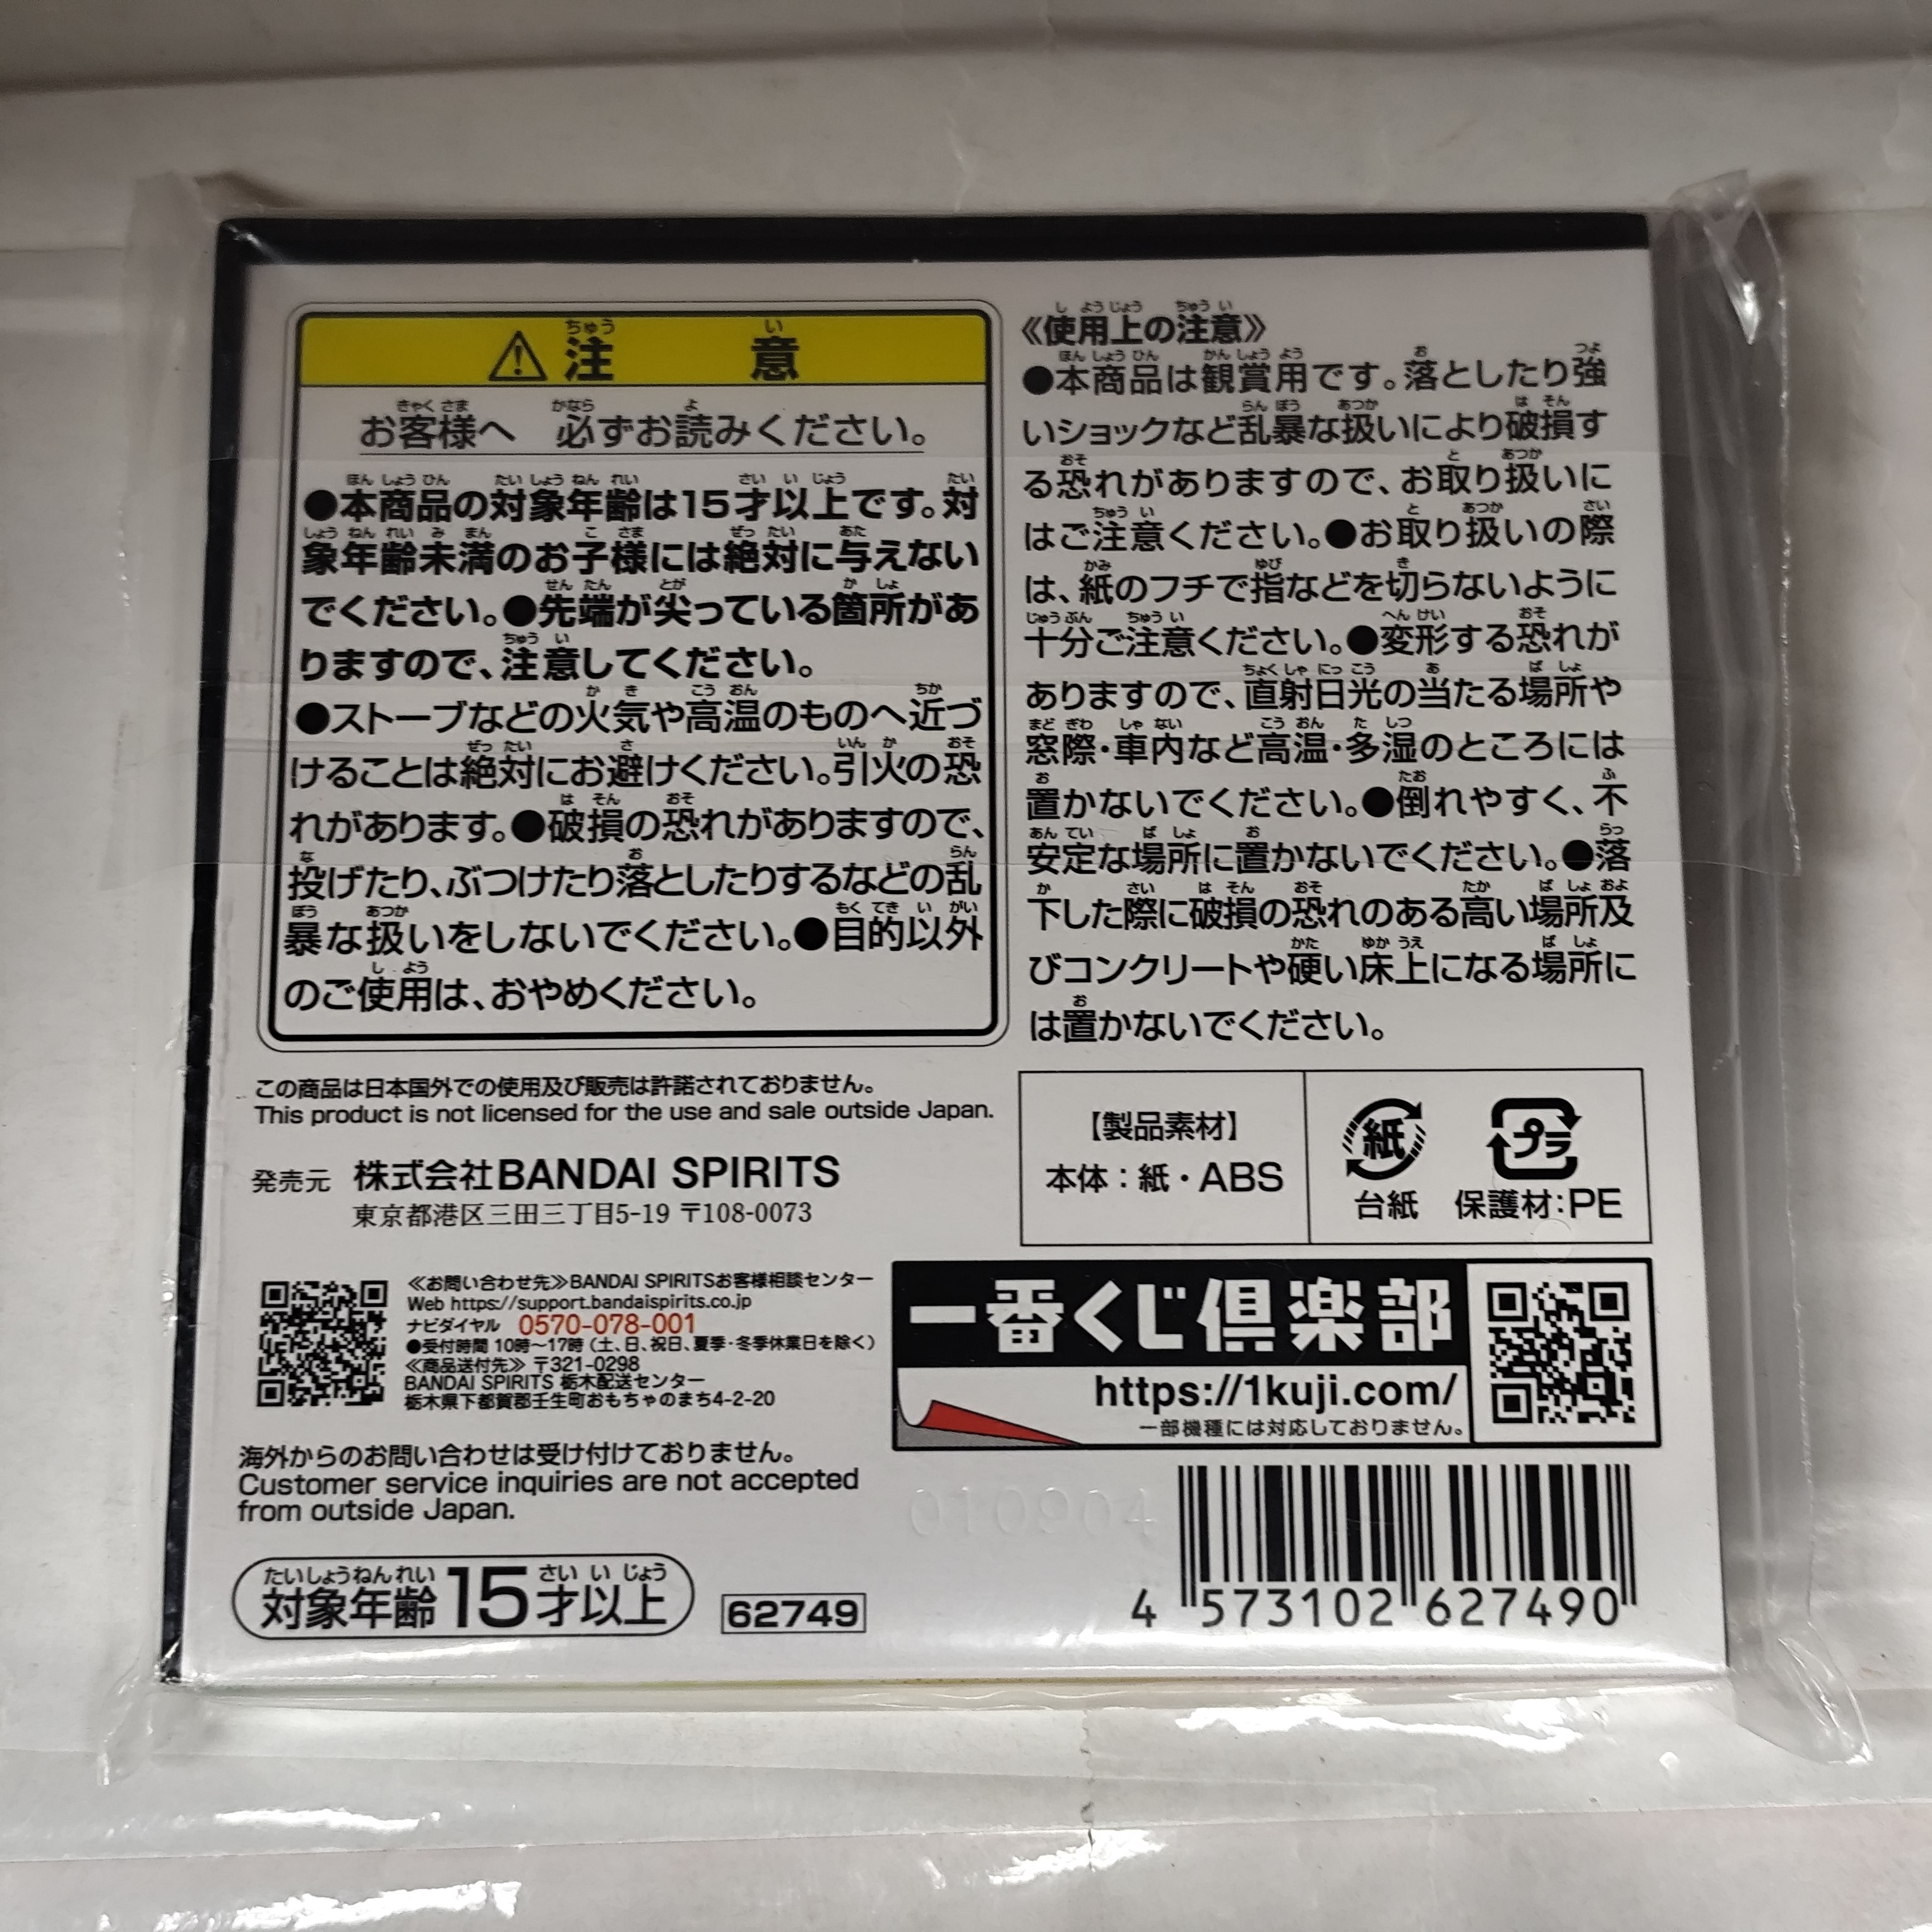 ⚠注意
お客様へ 必ずお読みください。
●本商品の対象年齢は15才以上です。対
象年齢未満のお子様には絶対に与えない
でください。●先端が尖っている箇所があ
りますので、注意してください。
●ストーブなどの火気や高温のものへ近づ
けることは絶対にお避けください。引火の恐
れがあります。●破損の恐れがありますので、
投げたり、ぶつけたり落としたりするなどの乱
暴な扱いをしないでください。●目的以外
のご使用は、おやめください。
《使用上の注意》
●本商品は観賞用です。落としたり強
いショックなど乱暴な扱いにより破損す
る恐れがありますので、お取り扱いに
はご注意ください。●お取り扱いの際
は、紙のフチで指などを切らないように
十分ご注意ください。●変形する恐れが
ありますので、直射日光の当たる場所や
窓際・車内など高温・多湿のところには
置かないでください。●倒れやすく、不
安定な場所に置かないでください。●落
下した際に破損の恐れのある高い場所及
びコンクリートや硬い床上になる場所に
は置かないでください。
この商品は日本国外での使用及び販売は許諾されておりません。
This product is not licensed for the use and sale outside Japan.
発売元 株式会社BANDAI SPIRITS
東京都港区三田三丁目5-19 〒108-0073
【製品素材】
本体：紙・ABS
紙
台紙
プラ
保護材：PE
≪お問い合わせ先≫BANDAI SPIRITSお客様相談センター
Web https://support.bandaispirits.co.jp
ナビダイヤル 0570-078-001
●受付時間 10時～17時（土、日、祝日、夏季・冬季休業日を除く）
≪商品送付先≫ 〒321-0298
BANDAI SPIRITS 栃木配送センター
栃木県下都賀郡壬生町おもちゃのまち4-2-20
一番くじ倶楽部
https://1kuji.com/
一部機種には対応しておりません。
海外からのお問い合わせは受け付けておりません。
Customer service inquiries are not accepted
from outside Japan.
010904
対象年齢15才以上
62749
4 573102 627490